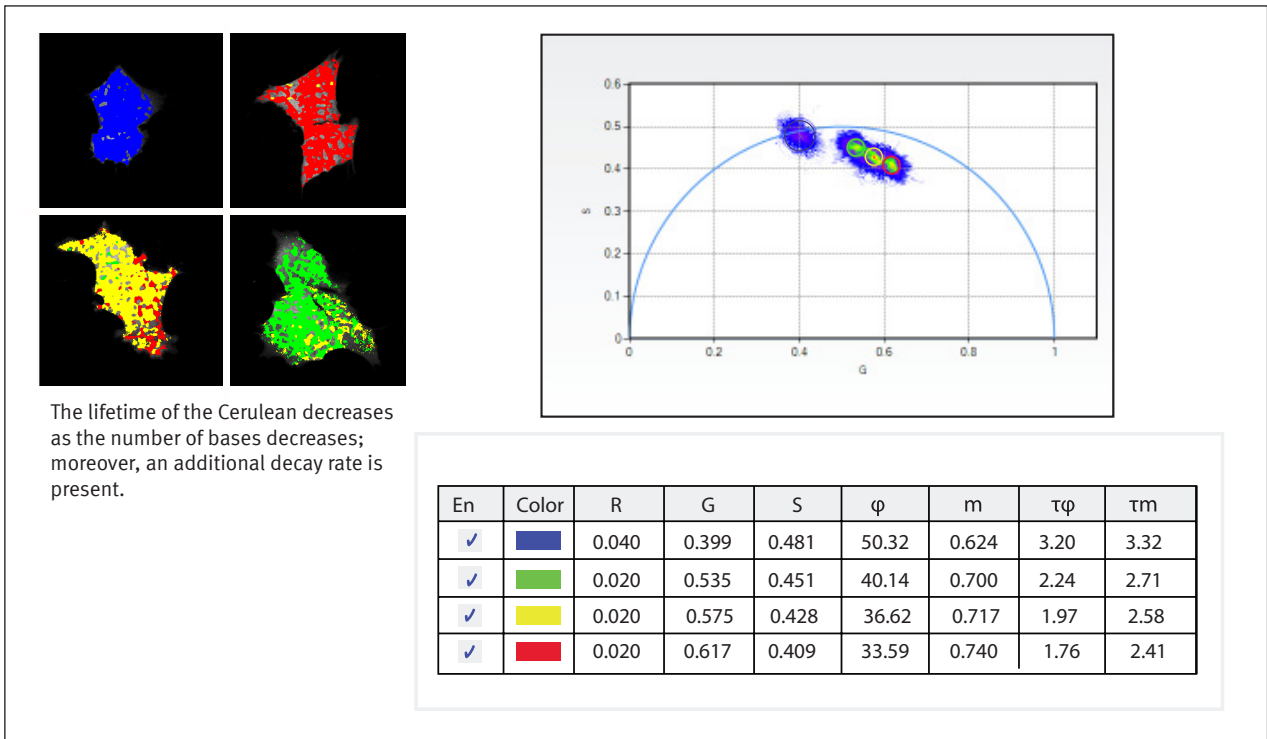 0.6
0.5
0.4
0.3
S
0.2
0.1
0
0 0.2 0.4 0.6 0.8 1
G
The lifetime of the Cerulean decreases
as the number of bases decreases;
moreover, an additional decay rate is
present.
En Color R G S φ m τφ τm
✓ 0.040 0.399 0.481 50.32 0.624 3.20 3.32
✓ 0.020 0.535 0.451 40.14 0.700 2.24 2.71
✓ 0.020 0.575 0.428 36.62 0.717 1.97 2.58
✓ 0.020 0.617 0.409 33.59 0.740 1.76 2.41